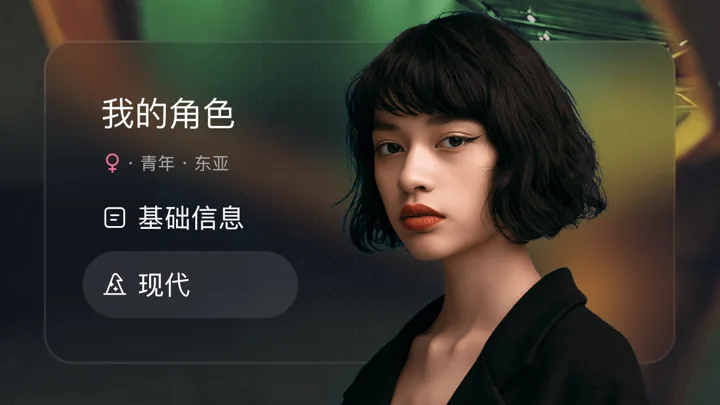 我的角色
♀ · 青年 · 东亚
基础信息
现代